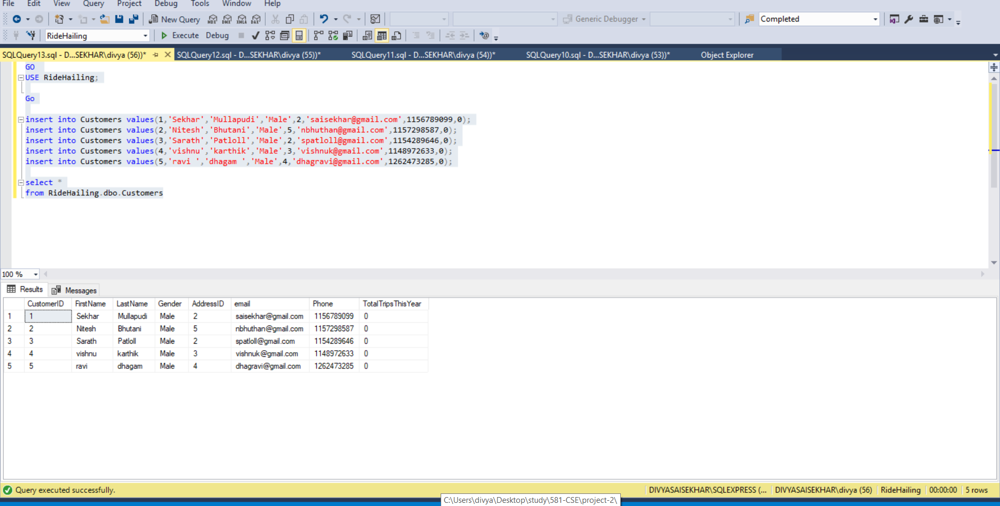 File Edit View Query Project Debug Tools Window Help
New Query MDX DMX XMLA DAX Generic Debugger Completed
RideHailing Execute Debug
SQLQuery13.sql - D...SEKHAR\divya (56))* SQLQuery12.sql - D...SEKHAR\divya (55))* SQLQuery11.sql - D...SEKHAR\divya (54))* SQLQuery10.sql - D...SEKHAR\divya (53))* Object Explorer
GO
USE RideHailing;
Go
insert into Customers values(1,'Sekhar','Mullapudi','Male',2,'saisekhar@gmail.com',1156789099,0);
insert into Customers values(2,'Nitesh','Bhutani','Male',5,'nbhuthan@gmail.com',1157298587,0);
insert into Customers values(3,'Sarath','Patloll','Male',2,'spatloll@gmail.com',1154289646,0);
insert into Customers values(4,'vishnu','karthik','Male',3,'vishnuk@gmail.com',1148972633,0);
insert into Customers values(5,'ravi ','dhagam ','Male',4,'dhagravi@gmail.com',1262473285,0);
select *
from RideHailing.dbo.Customers
100 %
Results Messages
CustomerID FirstName LastName Gender AddressID email Phone TotalTripsThisYear
1 1 Sekhar Mullapudi Male 2 saisekhar@gmail.com 1156789099 0
2 2 Nitesh Bhutani Male 5 nbhuthan@gmail.com 1157298587 0
3 3 Sarath Patloll Male 2 spatloll@gmail.com 1154289646 0
4 4 vishnu karthik Male 3 vishnuk@gmail.com 1148972633 0
5 5 ravi dhagam Male 4 dhagravi@gmail.com 1262473285 0
Query executed successfully. DIVYASAISEKHAR\SQLEXPRESS (... DIVYASAISEKHAR\divya (56) RideHailing 00:00:00 5 rows
C:\Users\divya\Desktop\study\581-CSE\project-2\